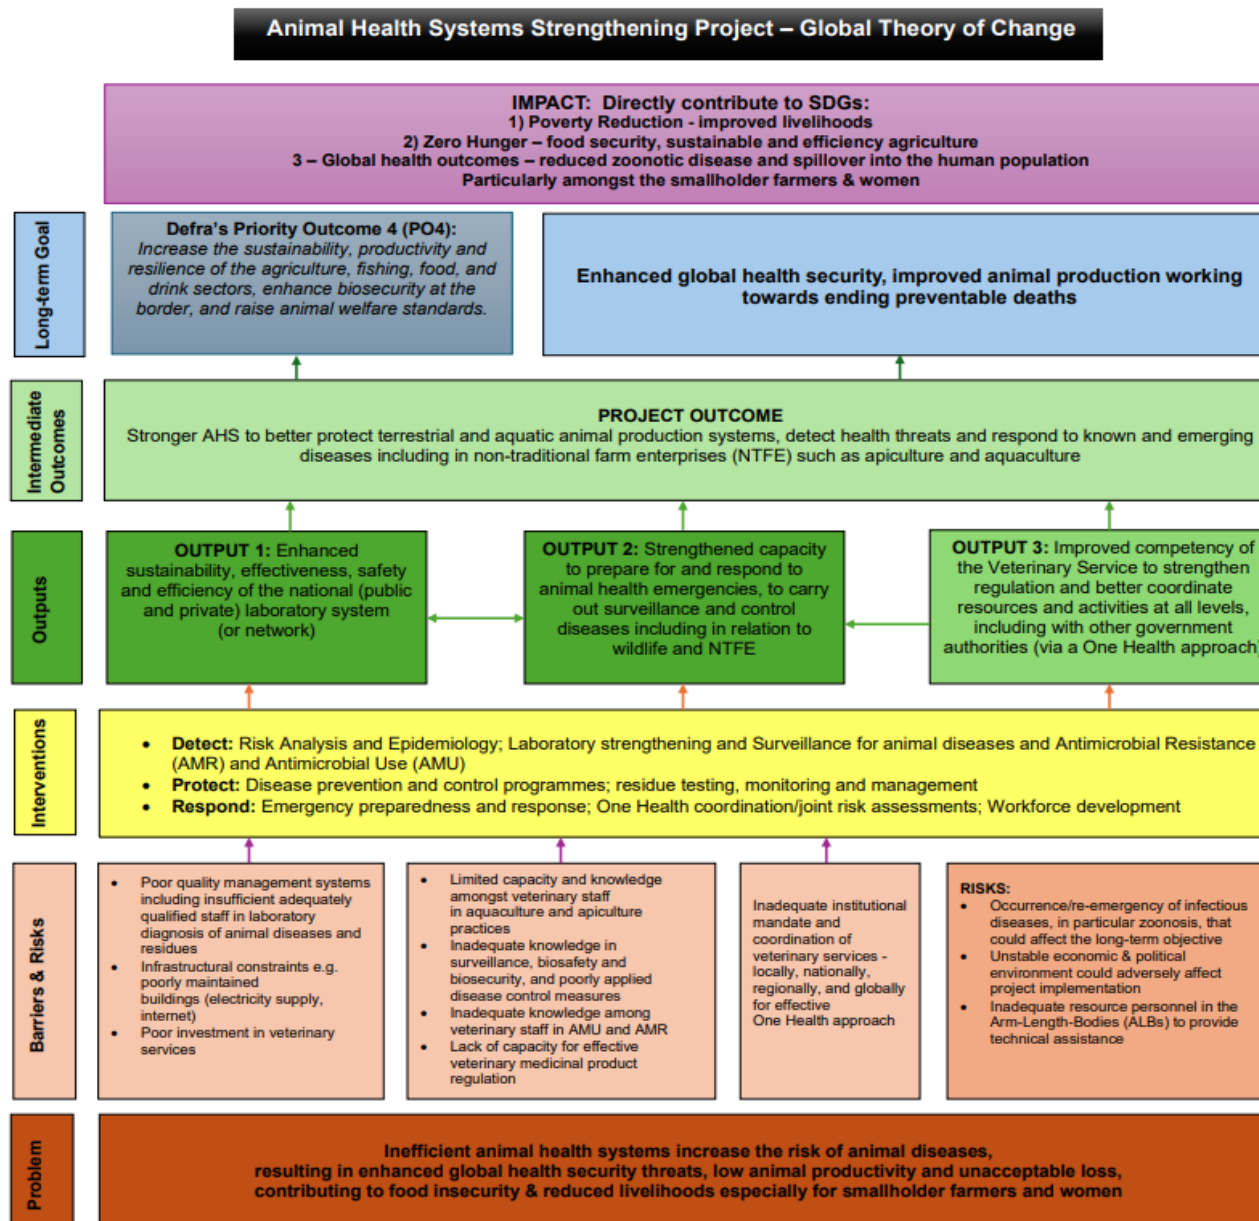 Animal Health Systems Strengthening Project – Global Theory of Change
IMPACT:  Directly contribute to SDGs:
1) Poverty Reduction - improved livelihoods
2) Zero Hunger – food security, sustainable and efficiency agriculture
3 – Global health outcomes – reduced zoonotic disease and spillover into the human population
Particularly amongst the smallholder farmers & women
Long-term Goal
Defra's Priority Outcome 4 (PO4):
Increase the sustainability, productivity and
resilience of the agriculture, fishing, food, and
drink sectors, enhance biosecurity at the
border, and raise animal welfare standards.
Enhanced global health security, improved animal production working
towards ending preventable deaths
Intermediate
Outcomes
PROJECT OUTCOME
Stronger AHS to better protect terrestrial and aquatic animal production systems, detect health threats and respond to known and emerging
diseases including in non-traditional farm enterprises (NTFE) such as apiculture and aquaculture
Outputs
OUTPUT 1: Enhanced
sustainability, effectiveness, safety
and efficiency of the national (public
and private) laboratory system
(or network)
OUTPUT 2: Strengthened capacity
to prepare for and respond to
animal health emergencies, to carry
out surveillance and control
diseases including in relation to
wildlife and NTFE
OUTPUT 3: Improved competency of
the Veterinary Service to strengthen
regulation and better coordinate
resources and activities at all levels,
including with other government
authorities (via a One Health approach)
Interventions
• Detect: Risk Analysis and Epidemiology; Laboratory strengthening and Surveillance for animal diseases and Antimicrobial Resistance
(AMR) and Antimicrobial Use (AMU)
• Protect: Disease prevention and control programmes; residue testing, monitoring and management
• Respond: Emergency preparedness and response; One Health coordination/joint risk assessments; Workforce development
Barriers & Risks
• Poor quality management systems
including insufficient adequately
qualified staff in laboratory
diagnosis of animal diseases and
residues
• Infrastructural constraints e.g.
poorly maintained
buildings (electricity supply,
internet)
• Poor investment in veterinary
services
• Limited capacity and knowledge
amongst veterinary staff
in aquaculture and apiculture
practices
• Inadequate knowledge in
surveillance, biosafety and
biosecurity, and poorly applied
disease control measures
• Inadequate knowledge among
veterinary staff in AMU and AMR
• Lack of capacity for effective
veterinary medicinal product
regulation
Inadequate institutional
mandate and
coordination of
veterinary services -
locally, nationally,
regionally, and globally
for effective
One Health approach
RISKS:
• Occurrence/re-emergency of infectious
diseases, in particular zoonosis, that
could affect the long-term objective
• Unstable economic & political
environment could adversely affect
project implementation
• Inadequate resource personnel in the
Arm-Length-Bodies (ALBs) to provide
technical assistance
Problem
Inefficient animal health systems increase the risk of animal diseases,
resulting in enhanced global health security threats, low animal productivity and unacceptable loss,
contributing to food insecurity & reduced livelihoods especially for smallholder farmers and women